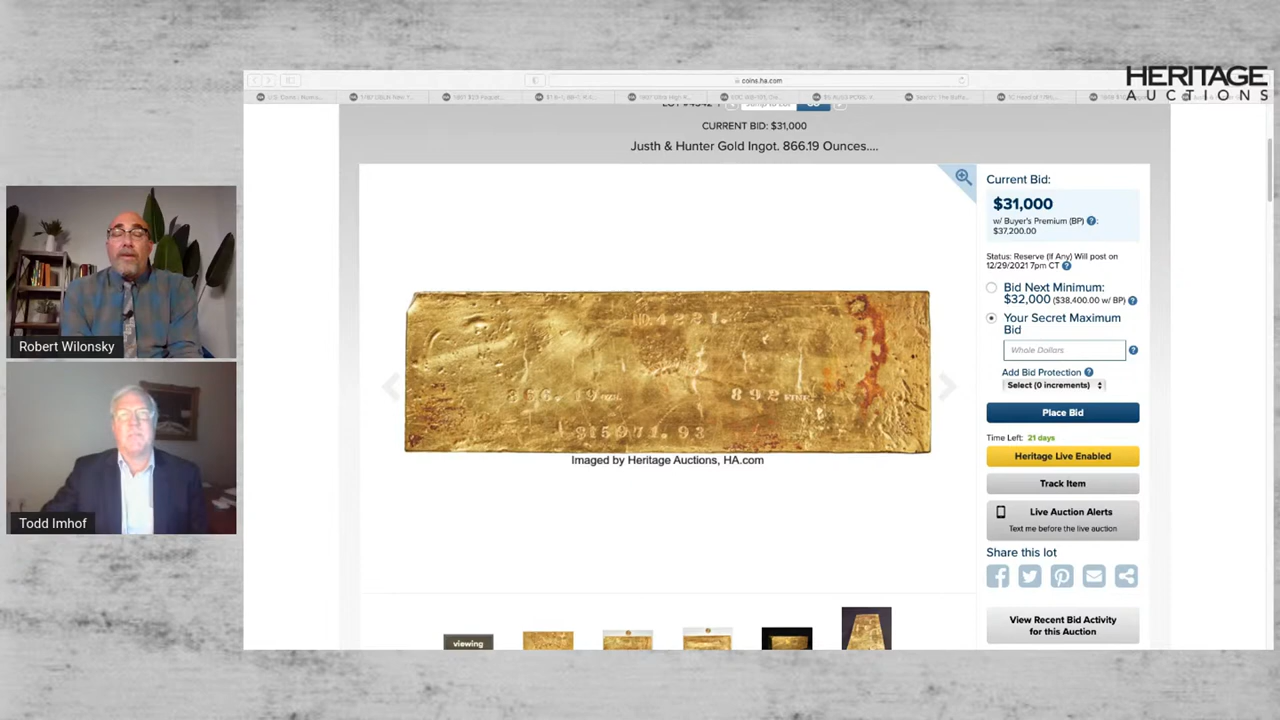 HERITAGE
AUCTIONS
coins.ha.com
CURRENT BID: $31,000
Justh & Hunter Gold Ingot. 866.19 Ounces....
Current Bid:
$31,000
w/ Buyer's Premium (BP) ?:
$37,200.00
Status: Reserve (If Any) Will post on
12/29/2021 7pm CT ?
Bid Next Minimum:
$32,000 ($38,400.00 w/ BP) ?
Your Secret Maximum
Bid
Whole Dollars ?
Add Bid Protection ?
Select (0 increments)
Place Bid
Time Left: 21 days
Heritage Live Enabled
Track Item
Live Auction Alerts
Text me before the live auction
Share this lot
View Recent Bid Activity
for this Auction
892 FINE.
$15971.93
Imaged by Heritage Auctions, HA.com
viewing
Robert Wilonsky
Todd Imhof